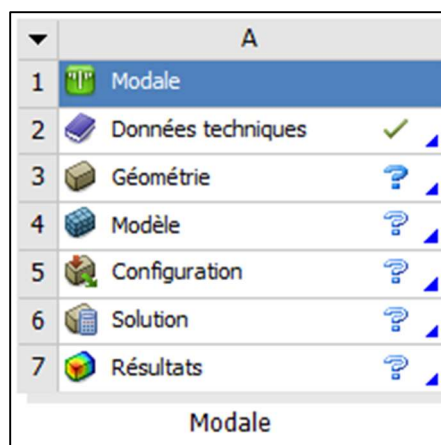 A
1 Modale
2 Données techniques
3 Géométrie ?
4 Modèle ?
5 Configuration ?
6 Solution ?
7 Résultats ?
Modale